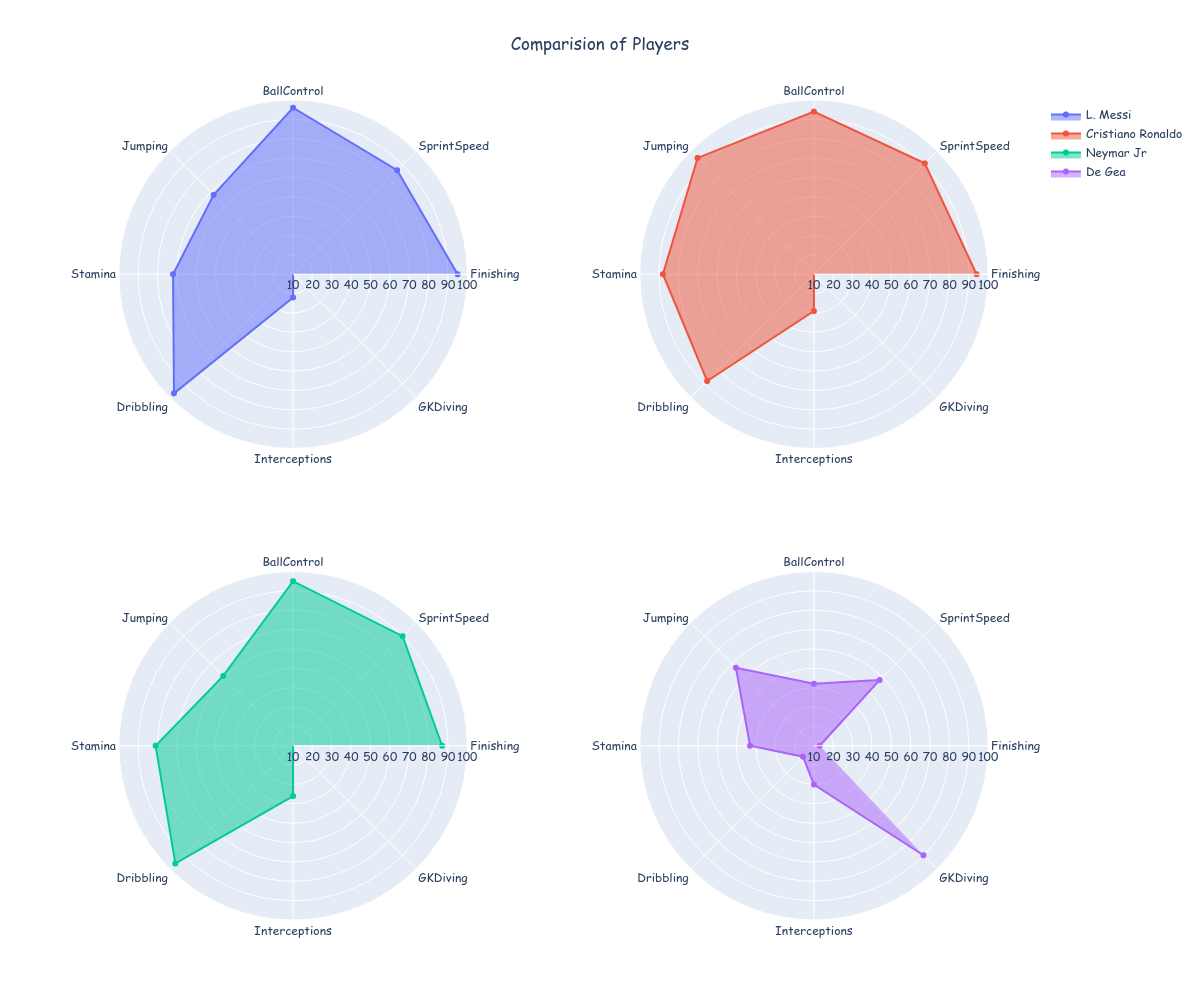 Comparision of Players
BallControl
Jumping
SprintSpeed
Stamina
Finishing
10 20 30 40 50 60 70 80 90 100
Dribbling
GKDiving
Interceptions
BallControl
Jumping
SprintSpeed
Stamina
Finishing
10 20 30 40 50 60 70 80 90 100
Dribbling
GKDiving
Interceptions
L. Messi
Cristiano Ronaldo
Neymar Jr
De Gea
BallControl
Jumping
SprintSpeed
Stamina
Finishing
10 20 30 40 50 60 70 80 90 100
Dribbling
GKDiving
Interceptions
BallControl
Jumping
SprintSpeed
Stamina
Finishing
10 20 30 40 50 60 70 80 90 100
Dribbling
GKDiving
Interceptions